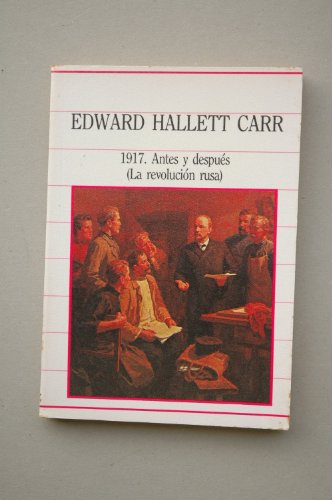 EDWARD HALLETT CARR
1917. Antes y después
(La revolución rusa)